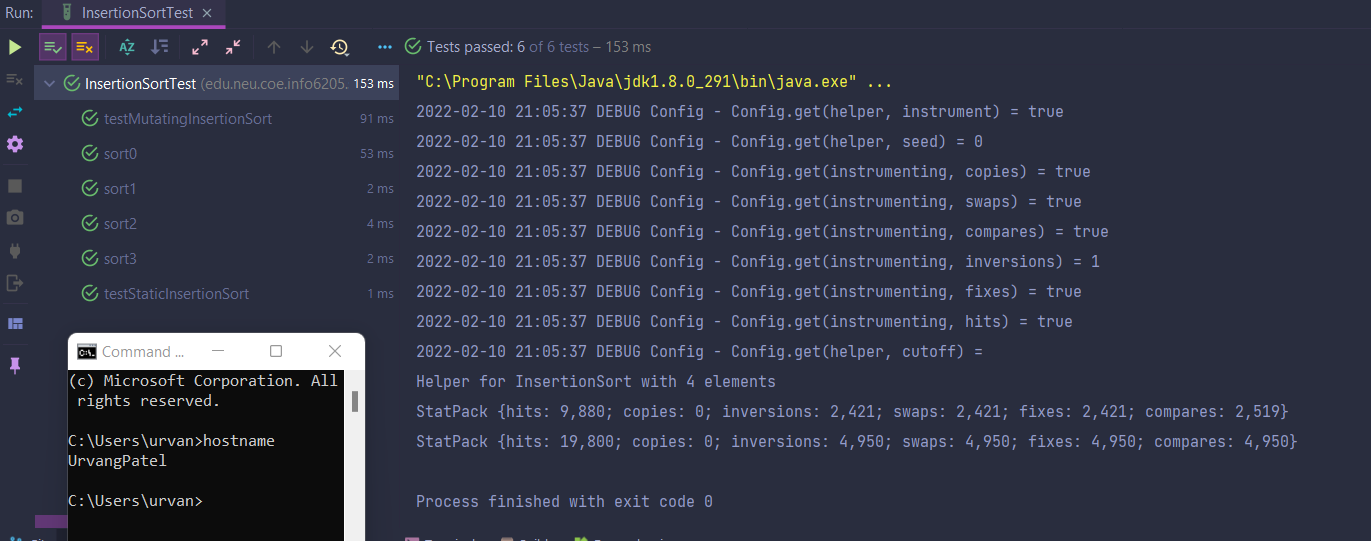 Run: InsertionSortTest ×
Tests passed: 6 of 6 tests – 153 ms
InsertionSortTest (edu.neu.coe.info6205. 153 ms
testMutatingInsertionSort 91 ms
sort0 53 ms
sort1 2 ms
sort2 4 ms
sort3 2 ms
testStaticInsertionSort 1 ms
"C:\Program Files\Java\jdk1.8.0_291\bin\java.exe" ...
2022-02-10 21:05:37 DEBUG Config - Config.get(helper, instrument) = true
2022-02-10 21:05:37 DEBUG Config - Config.get(helper, seed) = 0
2022-02-10 21:05:37 DEBUG Config - Config.get(instrumenting, copies) = true
2022-02-10 21:05:37 DEBUG Config - Config.get(instrumenting, swaps) = true
2022-02-10 21:05:37 DEBUG Config - Config.get(instrumenting, compares) = true
2022-02-10 21:05:37 DEBUG Config - Config.get(instrumenting, inversions) = 1
2022-02-10 21:05:37 DEBUG Config - Config.get(instrumenting, fixes) = true
2022-02-10 21:05:37 DEBUG Config - Config.get(instrumenting, hits) = true
2022-02-10 21:05:37 DEBUG Config - Config.get(helper, cutoff) =
Helper for InsertionSort with 4 elements
StatPack {hits: 9,880; copies: 0; inversions: 2,421; swaps: 2,421; fixes: 2,421; compares: 2,519}
StatPack {hits: 19,800; copies: 0; inversions: 4,950; swaps: 4,950; fixes: 4,950; compares: 4,950}
Process finished with exit code 0
Command ...
(c) Microsoft Corporation. All
rights reserved.
C:\Users\urvan>hostname
UrvangPatel
C:\Users\urvan>